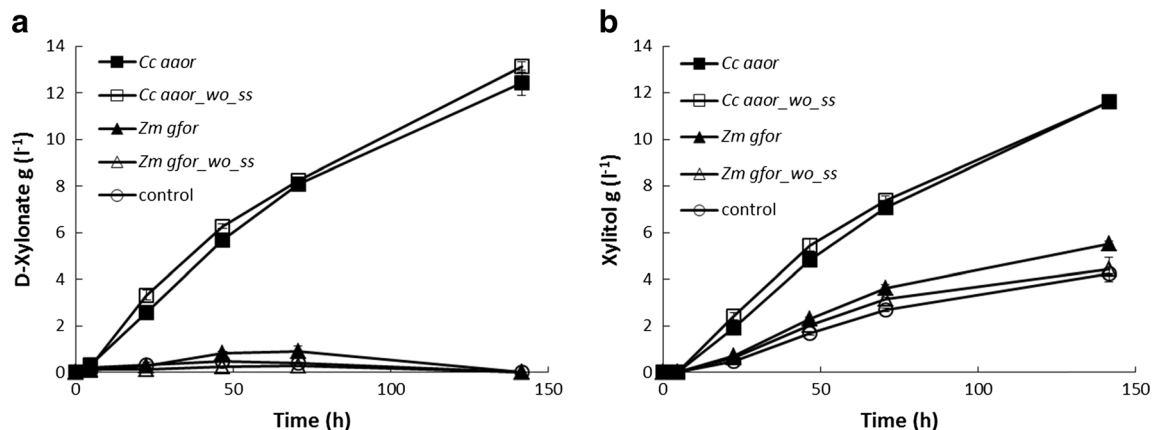 a
14
12
10
8
6
4
2
0
D-Xylonate g (l⁻¹)
Cc aaor
Cc aaor_wo_ss
Zm gfor
Zm gfor_wo_ss
control
0 50 100 150
Time (h)
b
14
12
10
8
6
4
2
0
Xylitol g (l⁻¹)
Cc aaor
Cc aaor_wo_ss
Zm gfor
Zm gfor_wo_ss
control
0 50 100 150
Time (h)